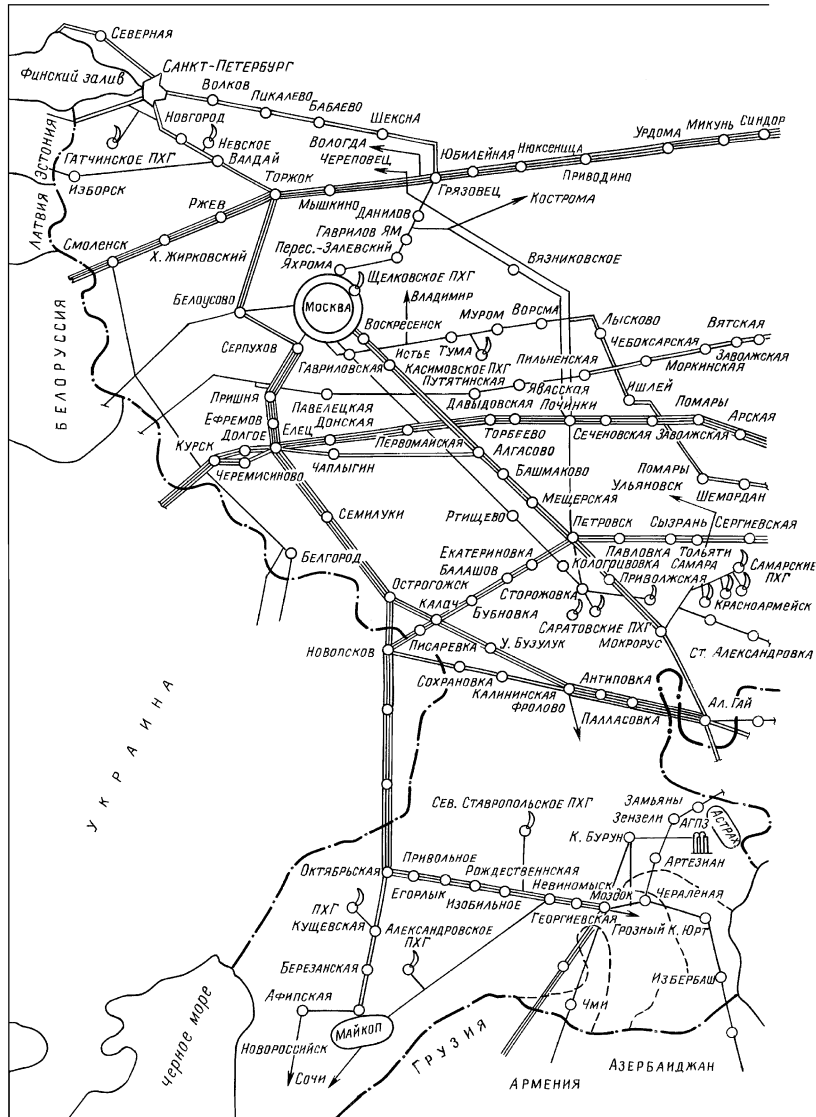 СЕВЕРНАЯ
ФИНСКИЙ ЗАЛИВ
САНКТ-ПЕТЕРБУРГ
ВОЛКОВ
ПИКАЛЕВО
БАБАЕВО
ШЕКСНА
НОВГОРОД
НЕВСКОЕ
ГАТЧИНСКОЕ ПХГ
ВАЛДАЙ
ВОЛОГДА
ЧЕРЕПОВЕЦ
ЮБИЛЕЙНАЯ
НЮКСЕНИЦА
УРДОМА
МИКУНЬ
СИНДОР
ЭСТОНИЯ
ИЗБОРСК
ТОРЖОК
МЫШКИНО
ГРЯЗОВЕЦ
ПРИВОДИНО
КОСТРОМА
ЛАТВИЯ
РЖЕВ
ДАНИЛОВ
ГАВРИЛОВ ЯМ
СМОЛЕНСК
Х. ЖИРКОВСКИЙ
ПЕРЕС.-ЗАЛЕВСКИЙ
ЯХРОМА
ВЯЗНИКОВСКОЕ
ЩЕЛКОВСКОЕ ПХГ
ВЛАДИМИР
БЕЛОУСОВО
МОСКВА
ВОСКРЕСЕНСК
МУРОМ
ВОРСМА
ЛЫСКОВО
ВЯТСКАЯ
БЕЛОРУССИЯ
СЕРПУХОВ
ГАВРИЛОВСКАЯ
ИСТЬЕ
ТУМА
ЧЕБОКСАРСКАЯ
ЗАВОЛЖСКАЯ
КАСИМОВСКОЕ ПХГ
ПИЛЬНЕНСКАЯ
МОРКИНСКАЯ
ПУТЯТИНСКАЯ
ЯВАССКАЯ
ИШЛЕЙ
ПРИШНЯ
ПАВЕЛЕЦКАЯ
ДАВЫДОВСКАЯ
ПОЧИНКИ
ПОМАРЫ
ЕФРЕМОВ
ДОНСКАЯ
КУРСК
ДОЛГОЕ
ЕЛЕЦ
ПЕРВОМАЙСКАЯ
ТОРБЕЕВО
СЕЧЕНОВСКАЯ
ЗАВОЛЖСКАЯ
АРСКАЯ
ЧЕРЕМИСИНОВО
ЧАПЛЫГИН
АЛГАСОВО
БАШМАКОВО
ПОМАРЫ
УЛЬЯНОВСК
ШЕМОРДАН
МЕЩЕРСКАЯ
СЕМИЛУКИ
РТИЩЕВО
ПЕТРОВСК
СЫЗРАНЬ
СЕРГИЕВСКАЯ
БЕЛГОРОД
ЕКАТЕРИНОВКА
ПАВЛОВКА
ТОЛЬЯТИ
БАЛАШОВ
КОЛОГРИВОВКА
САМАРА
САМАРСКИЕ
ПХГ
ОСТРОГОЖСК
СТОРОЖОВКА
ПРИВОЛЖСКАЯ
КАЛАЧ
БУБНОВКА
КРАСНОАРМЕЙСК
САРАТОВСКИЕ ПХГ
НОВОПСКОВ
ПИСАРЕВКА
У. БУЗУЛУК
МОКРОУС
СТ. АЛЕКСАНДРОВКА
СОХРАНОВКА
КАЛИНИНСКАЯ
АНТИПОВКА
ФРОЛОВО
АЛ. ГАЙ
ПАЛЛАСОВКА
УКРАИНА
СЕВ. СТАВРОПОЛЬСКОЕ ПХГ
ЗАМЬЯНЫ
ЗЕНЗЕЛИ
К. БУРУН
АГПЗ
АСТРАХ
АРТЕЗИАН
ОКТЯБРЬСКАЯ
ПРИВОЛЬНОЕ
РОЖДЕСТВЕННСКАЯ
ЕГОРЛЫК
ИЗОБИЛЬНОЕ
НЕВИНОМЫСК
МОЗДОК
ЧЕРАЛЕНАЯ
ПХГ
КУЩЕВСКАЯ
АЛЕКСАНДРОВСКОЕ
ПХГ
ГЕОРГИЕВСКАЯ
ГРОЗНЫЙ
К. ЮРТ
БЕРЕЗАНСКАЯ
ИЗБЕРБАШ
АФИПСКАЯ
ЧМИ
МАЙКОП
НОВОРОССИЙСК
ЧЕРНОЕ МОРЕ
СОЧИ
ГРУЗИЯ
АРМЕНИЯ
АЗЕРБАИДЖАН